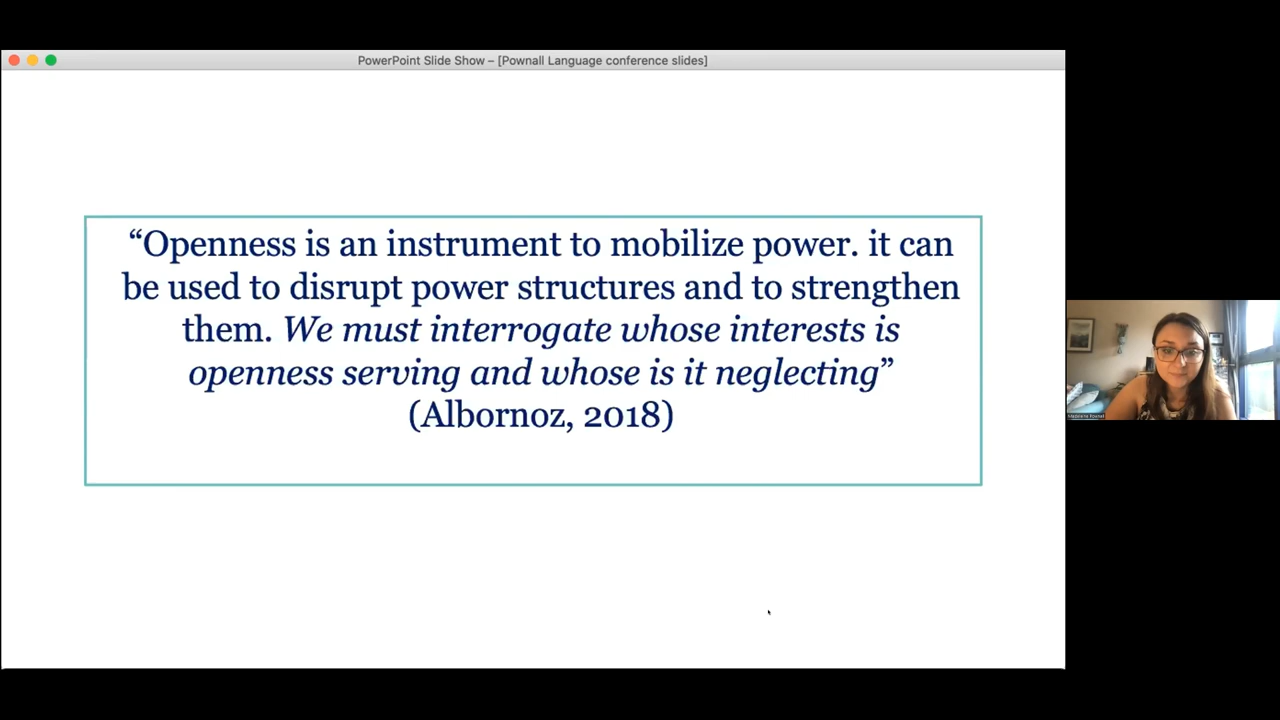 PowerPoint Slide Show – [Pownall Language conference slides]
“Openness is an instrument to mobilize power. it can
be used to disrupt power structures and to strengthen
them. We must interrogate whose interests is
openness serving and whose is it neglecting”
(Albornoz, 2018)